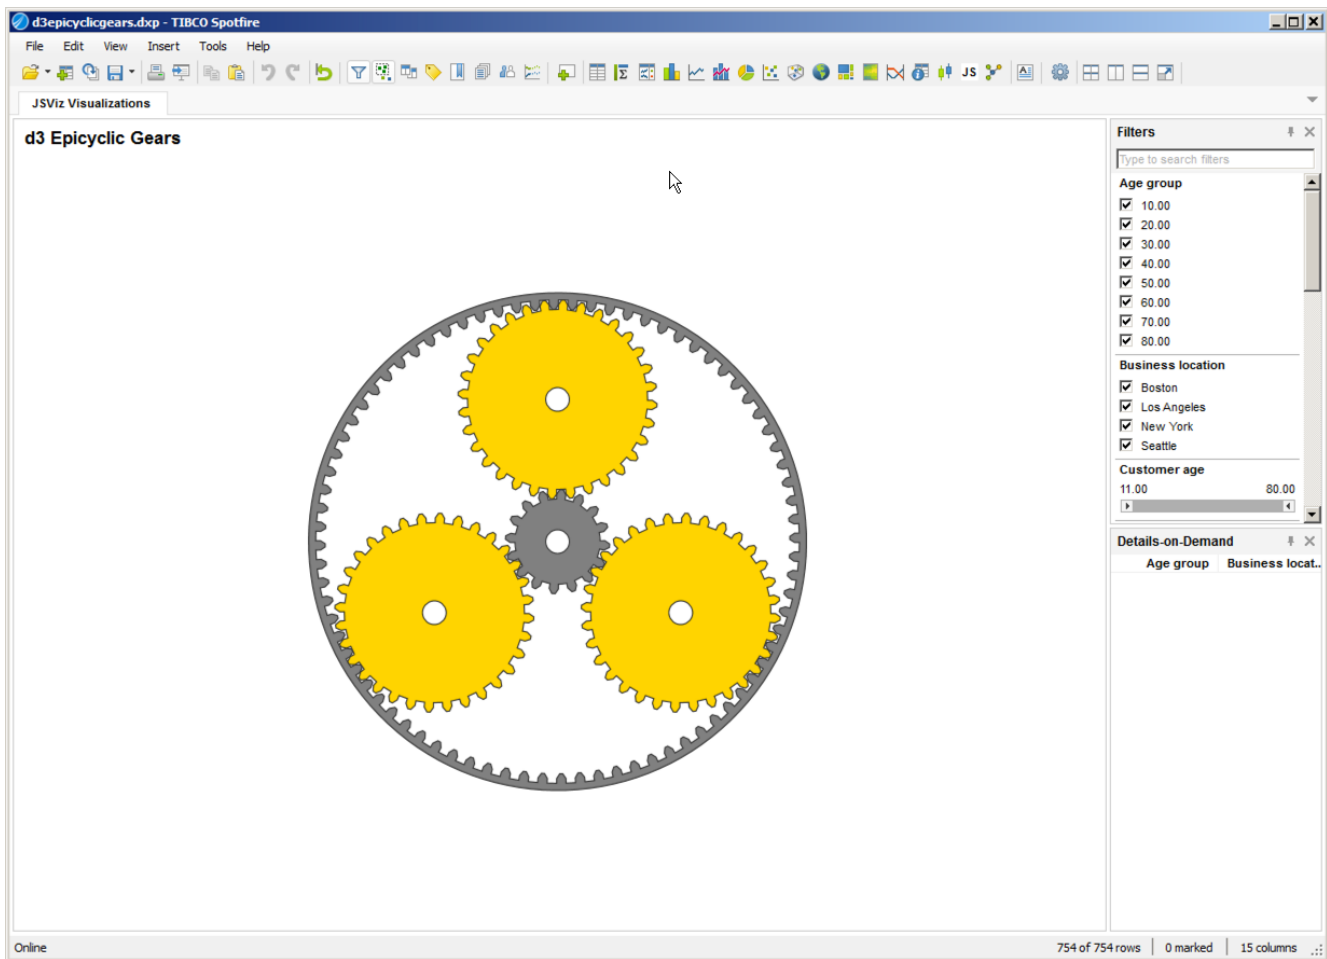 d3epicyclicgears.dxp - TIBCO Spotfire
File Edit View Insert Tools Help
JS
JSViz Visualizations
d3 Epicyclic Gears
Filters
Type to search filters
Age group
10.00
20.00
30.00
40.00
50.00
60.00
70.00
80.00
Business location
Boston
Los Angeles
New York
Seattle
Customer age
11.00 80.00
Details-on-Demand
Age group Business locat..
Online 754 of 754 rows 0 marked 15 columns